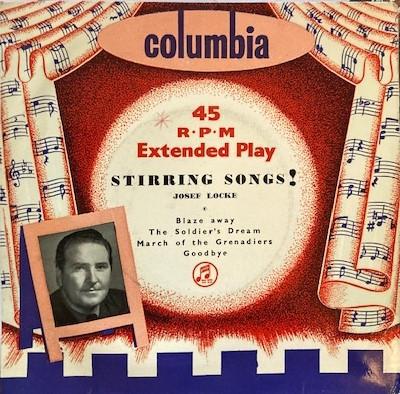 columbia
45
R·P·M
Extended Play
STIRRING SONGS!
JOSEF LOCKE
Blaze away
The Soldier's Dream
March of the Grenadiers
Goodbye